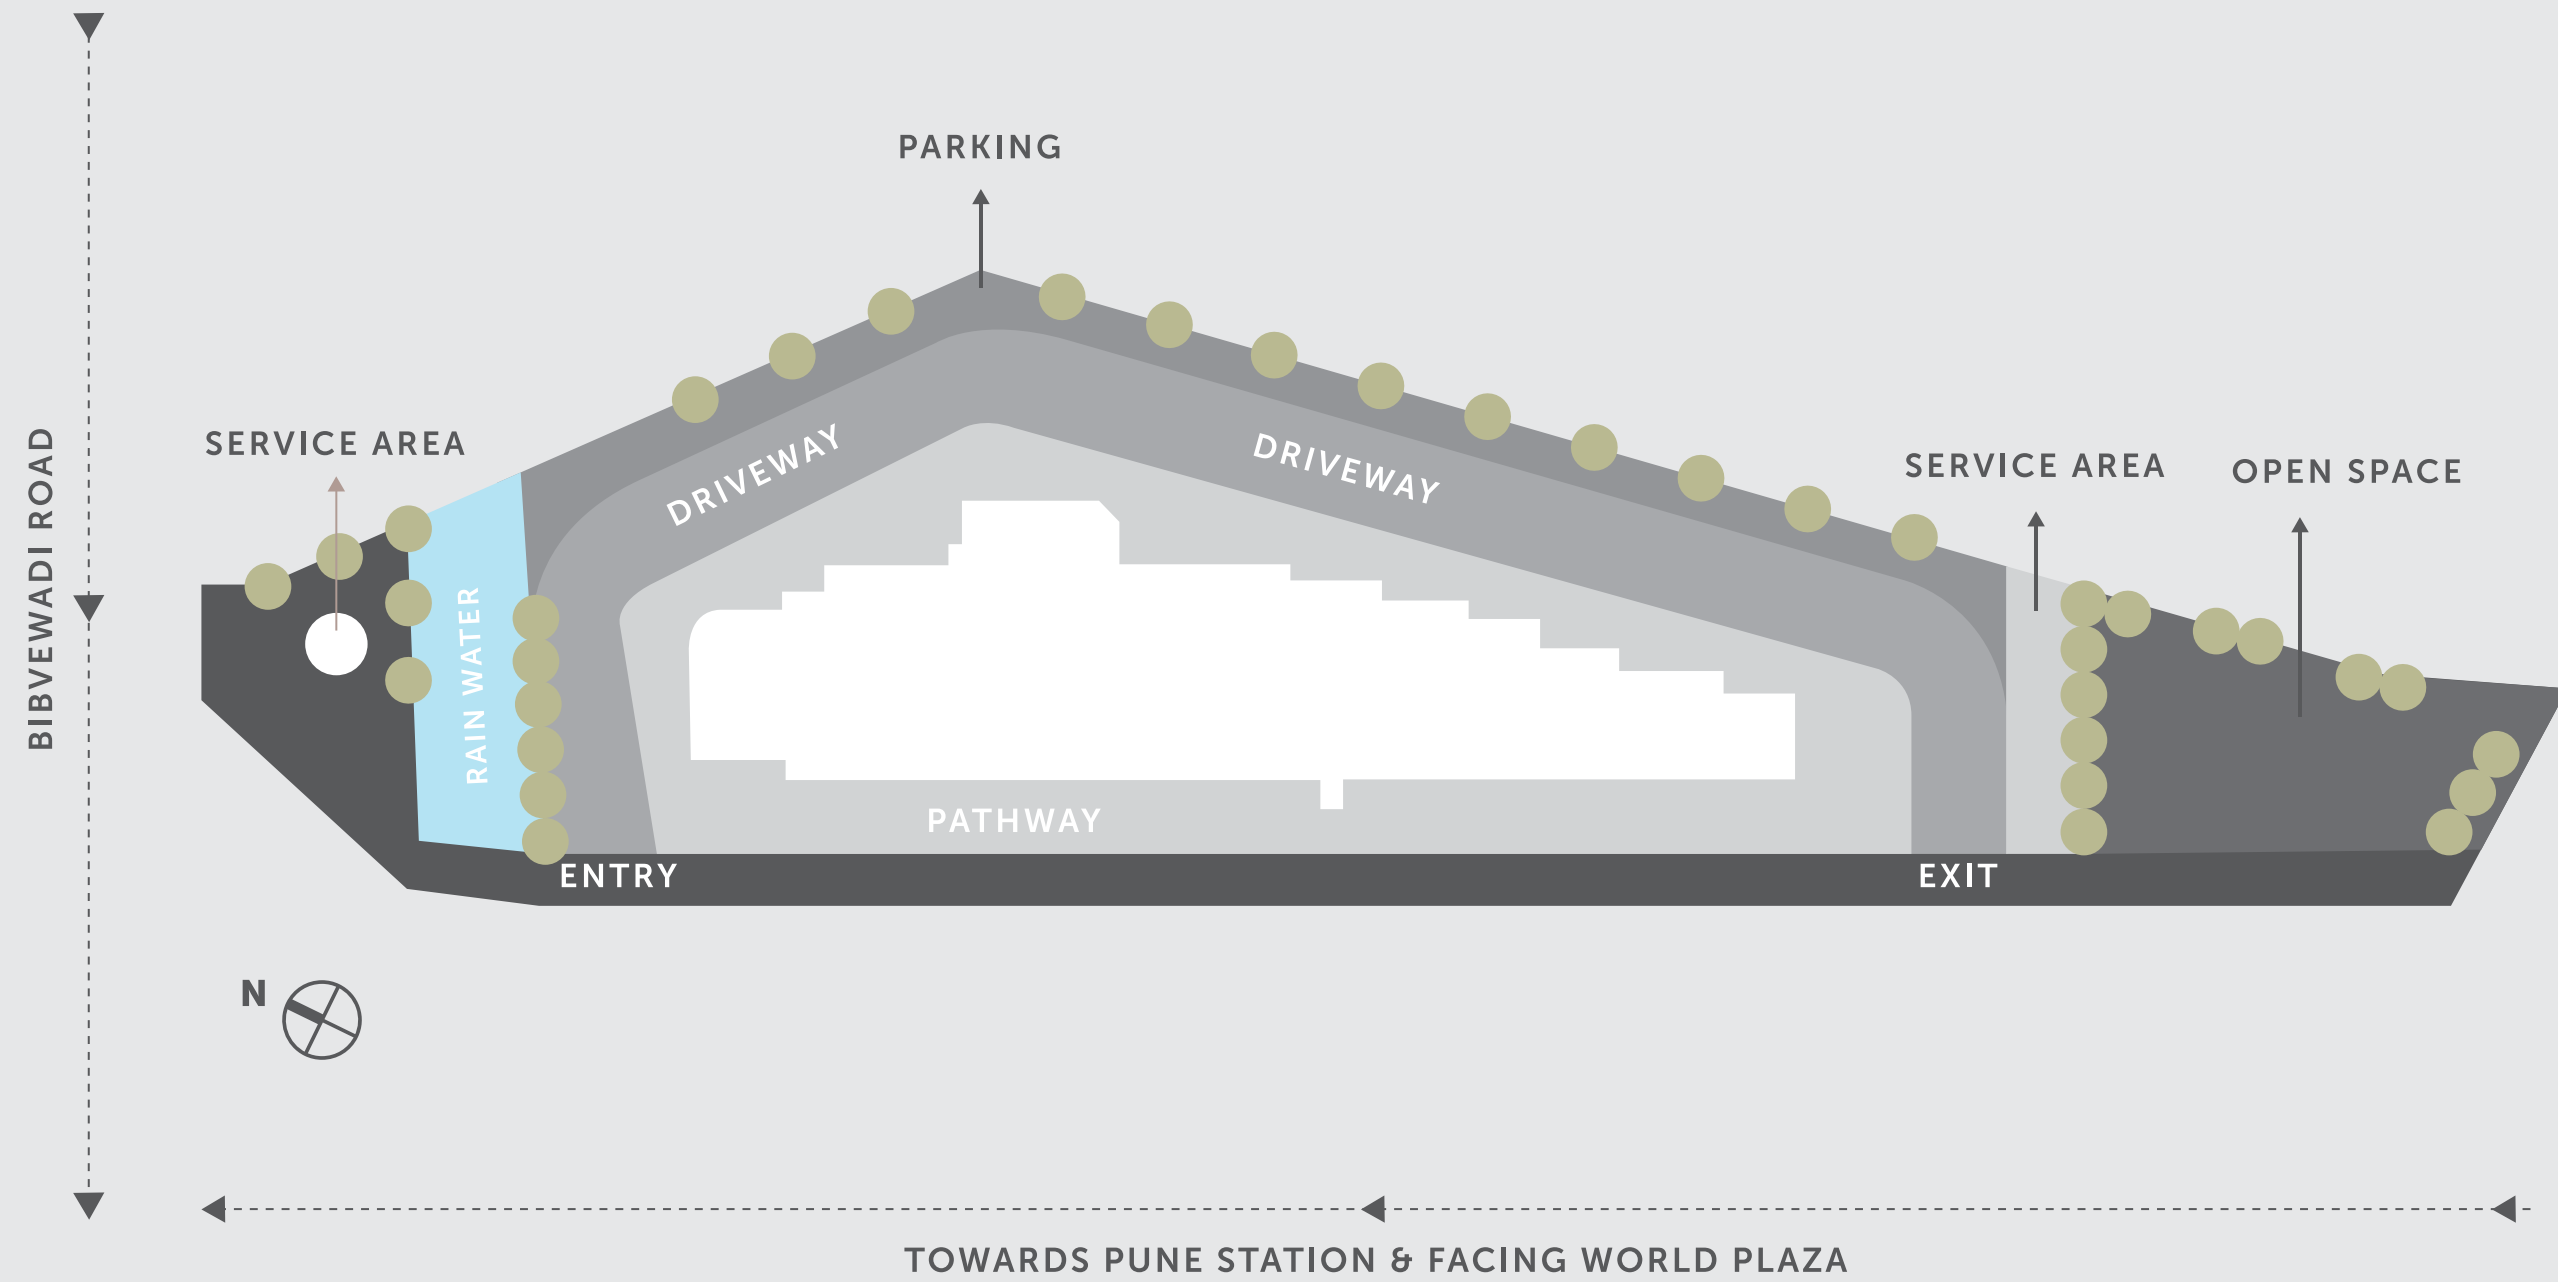 PARKING
SERVICE AREA
DRIVEWAY
DRIVEWAY
SERVICE AREA
OPEN SPACE
BIBVEWADI ROAD
RAIN WATER
PATHWAY
ENTRY
EXIT
N
TOWARDS PUNE STATION & FACING WORLD PLAZA